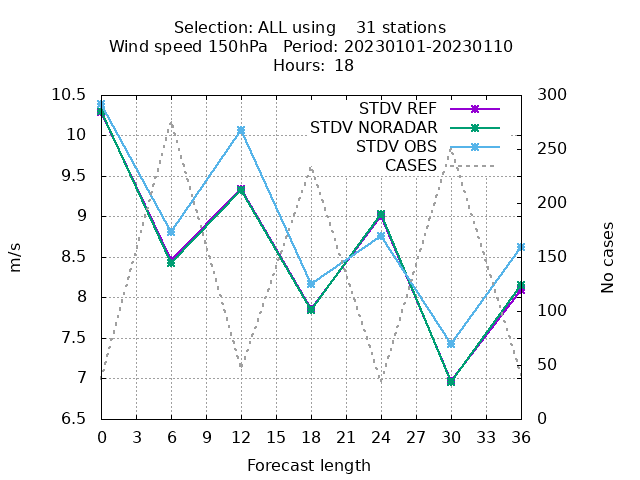 Selection: ALL using    31 stations
Wind speed 150hPa   Period: 20230101-20230110
Hours: 18
STDV REF
STDV NORADAR
STDV OBS
CASES
m/s
10.5
10
9.5
9
8.5
8
7.5
7
6.5
300
250
200
150
100
50
0
No cases
0 3 6 9 12 15 18 21 24 27 30 33 36
Forecast length